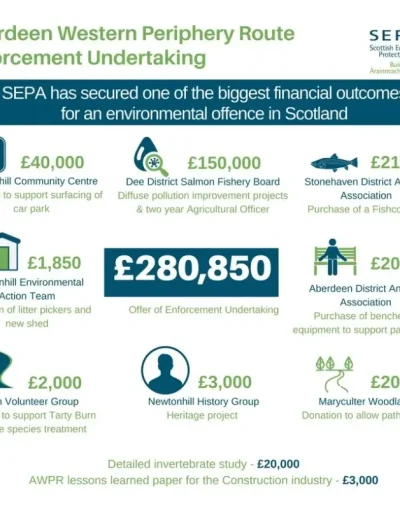 rdeen Western Periphery Route
orcement Undertaking
SEPA
Scottish En
Protect
Bui
Arainneach
SEPA has secured one of the biggest financial outcomes
for an environmental offence in Scotland
£40,000
hill Community Centre
to support surfacing of
car park
£150,000
Dee District Salmon Fishery Board
Diffuse pollution improvement projects
& two year Agricultural Officer
£21
Stonehaven District A
Association
Purchase of a Fishco
£1,850
nhill Environmental
Action Team
n of litter pickers and
new shed
£280,850
Offer of Enforcement Undertaking
£20
Aberdeen District An
Association
Purchase of benche
equipment to support pa
£2,000
n Volunteer Group
to support Tarty Burn
e species treatment
£3,000
Newtonhill History Group
Heritage project
£20
Maryculter Woodla
Donation to allow path
Detailed invertebrate study - £20,000
AWPR lessons learned paper for the Construction industry - £3,000